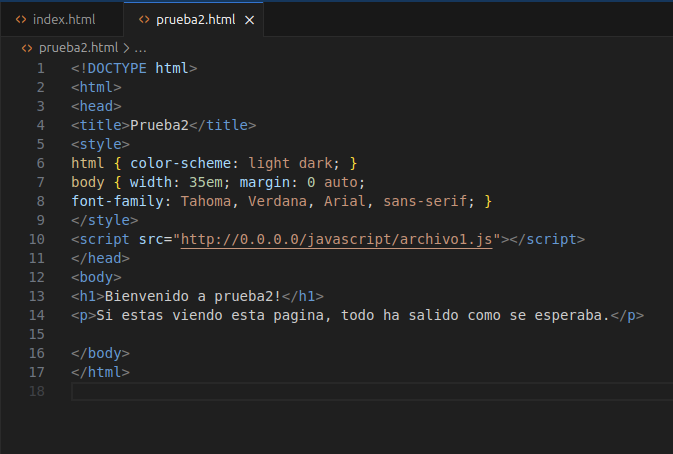 <> index.html <> prueba2.html ×
<> prueba2.html > ...
1 <!DOCTYPE html>
2 <html>
3 <head>
4 <title>Prueba2</title>
5 <style>
6 html { color-scheme: light dark; }
7 body { width: 35em; margin: 0 auto;
8 font-family: Tahoma, Verdana, Arial, sans-serif; }
9 </style>
10 <script src="http://0.0.0.0/javascript/archivo1.js"></script>
11 </head>
12 <body>
13 <h1>Bienvenido a prueba2!</h1>
14 <p>Si estas viendo esta pagina, todo ha salido como se esperaba.</p>
15
16 </body>
17 </html>
18